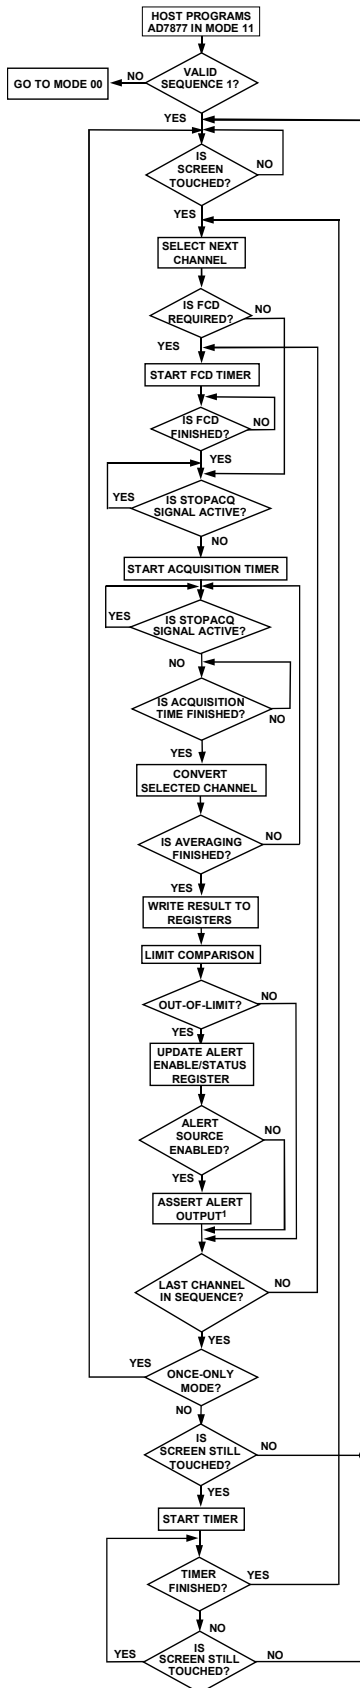 HOST PROGRAMS
AD7877 IN MODE 11
NO
VALID
SEQUENCE 1?
GO TO MODE 00
YES
IS
SCREEN
TOUCHED?
NO
YES
SELECT NEXT
CHANNEL
IS FCD
REQUIRED?
NO
YES
START FCD TIMER
IS FCD
FINISHED?
NO
YES
IS STOPACQ
SIGNAL ACTIVE?
YES
NO
START ACQUISITION TIMER
IS STOPACQ
SIGNAL ACTIVE?
YES
NO
IS ACQUISITION
TIME FINISHED?
NO
YES
CONVERT
SELECTED CHANNEL
IS AVERAGING
FINISHED?
NO
YES
WRITE RESULT TO
REGISTERS
LIMIT COMPARISON
OUT-OF-LIMIT?
NO
YES
UPDATE ALERT
ENABLE/STATUS
REGISTER
ALERT
SOURCE
ENABLED?
NO
YES
ASSERT ALERT
OUTPUT¹
LAST CHANNEL
IN SEQUENCE?
NO
YES
YES
ONCE-ONLY
MODE?
NO
IS
SCREEN STILL
TOUCHED?
NO
YES
START TIMER
TIMER
FINISHED?
YES
NO
IS
SCREEN STILL
TOUCHED?
YES
NO